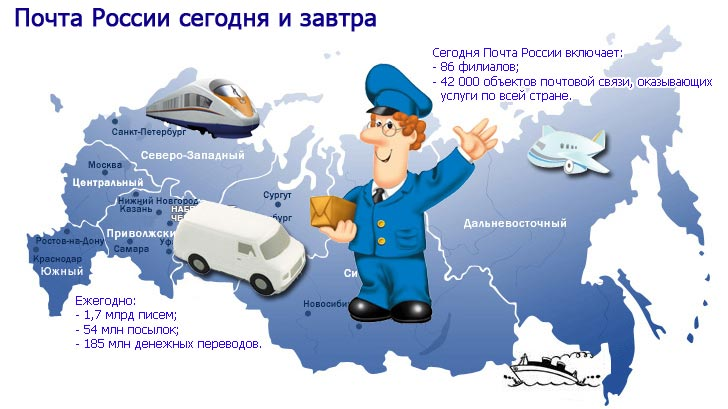 Почта России сегодня и завтра
Сегодня Почта России включает:
- 86 филиалов;
- 42 000 объектов почтовой связи, оказывающих
услуги по всей стране.
Санкт-Петербург
Северо-Западный
Москва
Центральный
Нижний Новгород
Казань
Сургут
Дальневосточный
Приволжски
Ростов-на-Дону
Самара
Краснодар
Южный
Новосиби
Ежегодно:
- 1,7 млрд писем;
- 54 млн посылок;
- 185 млн денежных переводов.